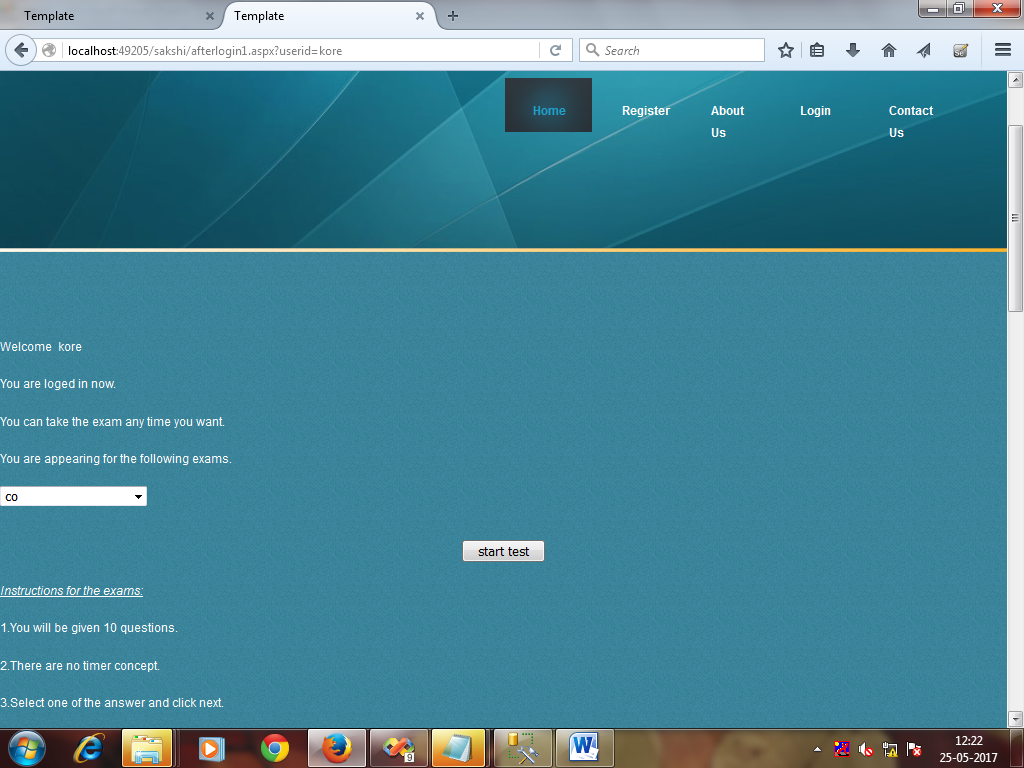 Template
Template
localhost:49205/sakshi/afterlogin1.aspx?userid=kore
Search
Home
Register
About
Us
Login
Contact
Us
Welcome  kore
You are loged in now.
You can take the exam any time you want.
You are appearing for the following exams.
co
start test
Instructions for the exams:
1.You will be given 10 questions.
2.There are no timer concept.
3.Select one of the answer and click next.
9
W
12:22
25-05-2017